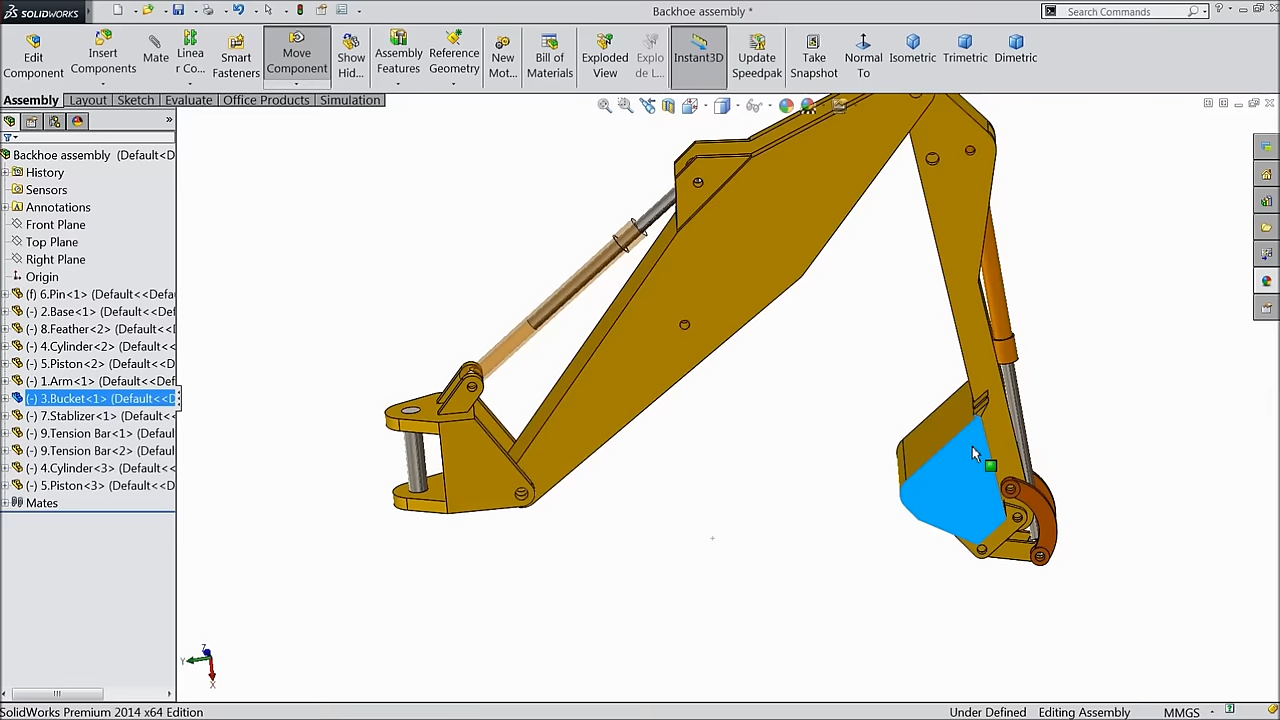 SOLIDWORKS
Backhoe assembly *
Search Commands
Edit
Component
Insert
Components
Mate
Linea
r Co...
Smart
Fasteners
Move
Component
Show
Hid...
Assembly
Features
Reference
Geometry
New
Mot...
Bill of
Materials
Exploded
View
Explo
de L...
Instant3D
Update
Speedpak
Take
Snapshot
Normal
To
Isometric
Trimetric
Dimetric
Assembly
Layout
Sketch
Evaluate
Office Products
Simulation
»
Backhoe assembly (Default<D
History
Sensors
Annotations
Front Plane
Top Plane
Right Plane
Origin
(f) 6.Pin<1> (Default<<Defa
(-) 2.Base<1> (Default<<De
(-) 8.Feather<2> (Default<<
(-) 4.Cylinder<2> (Default<
(-) 5.Piston<2> (Default<<D
(-) 1.Arm<1> (Default<<Def
(-) 3.Bucket<1> (Default<<D
(-) 7.Stablizer<1> (Default<
(-) 9.Tension Bar<1> (Defaul
(-) 9.Tension Bar<2> (Defaul
(-) 4.Cylinder<3> (Default<
(-) 5.Piston<3> (Default<<D
Mates
Y
Z
X
SolidWorks Premium 2014 x64 Edition
Under Defined
Editing Assembly
MMGS